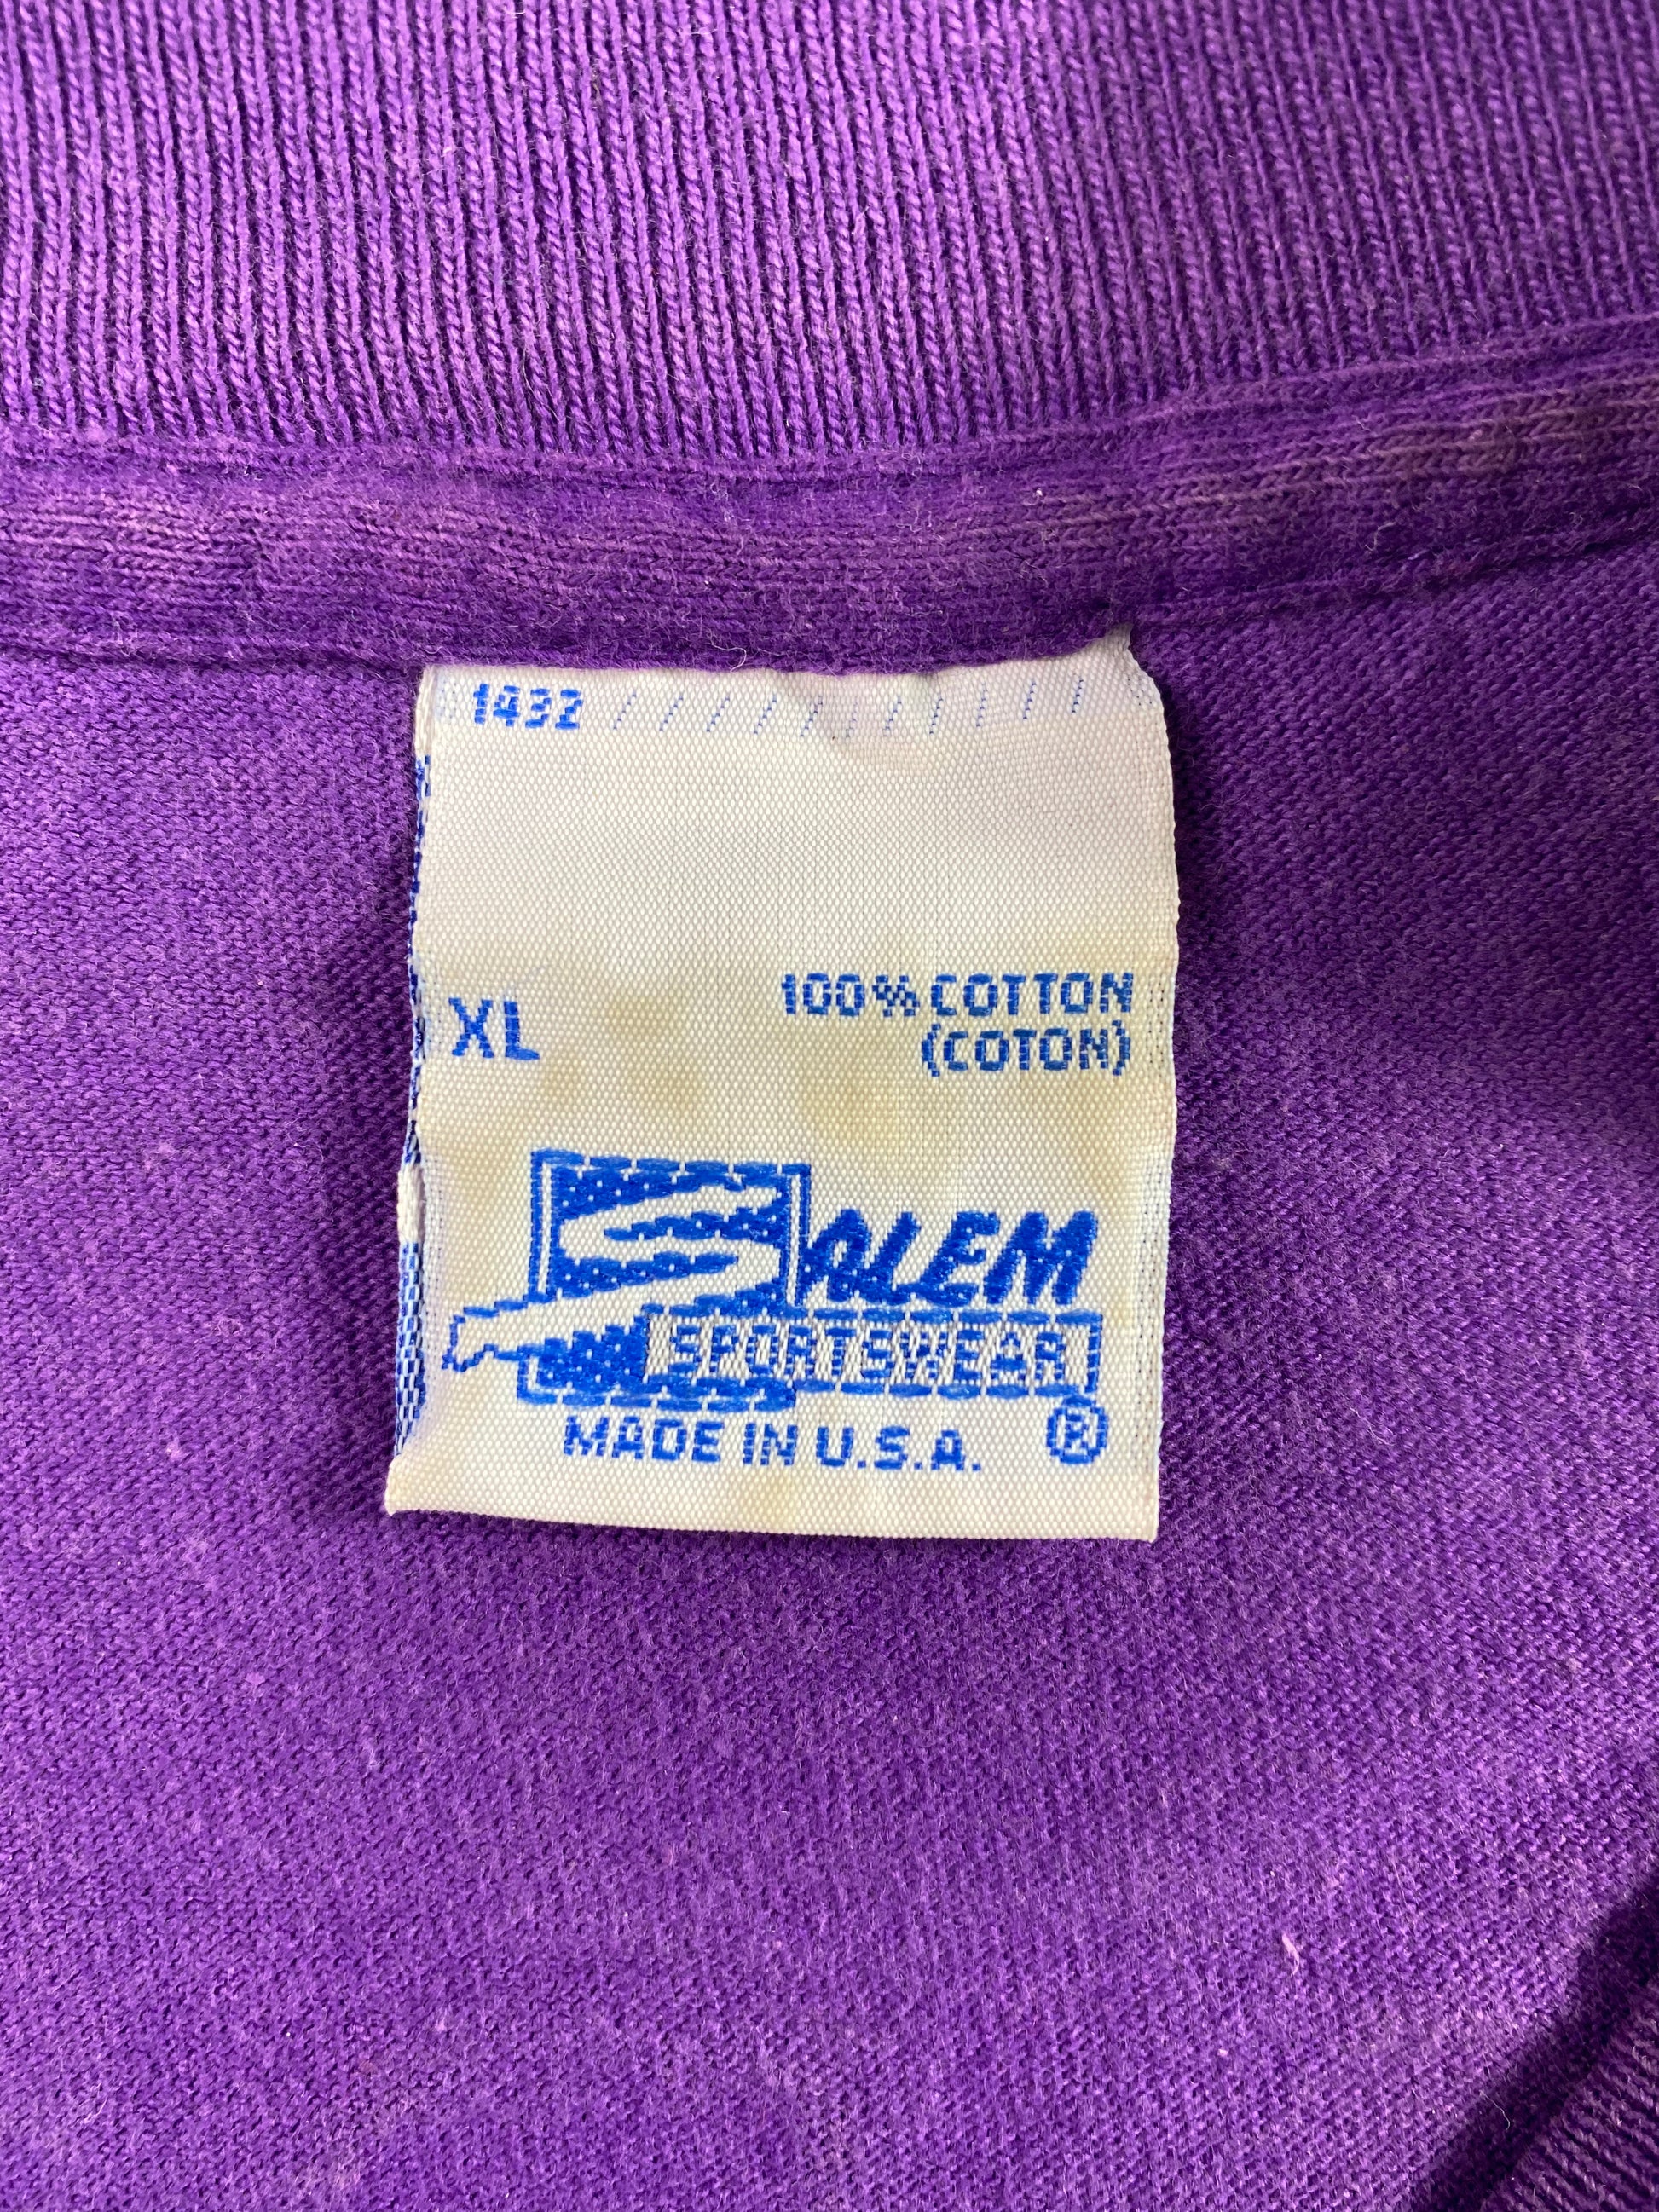 1432
XL
100% COTTON
(COTON)
SALEM
SPORTSWEAR
MADE IN U.S.A. ®